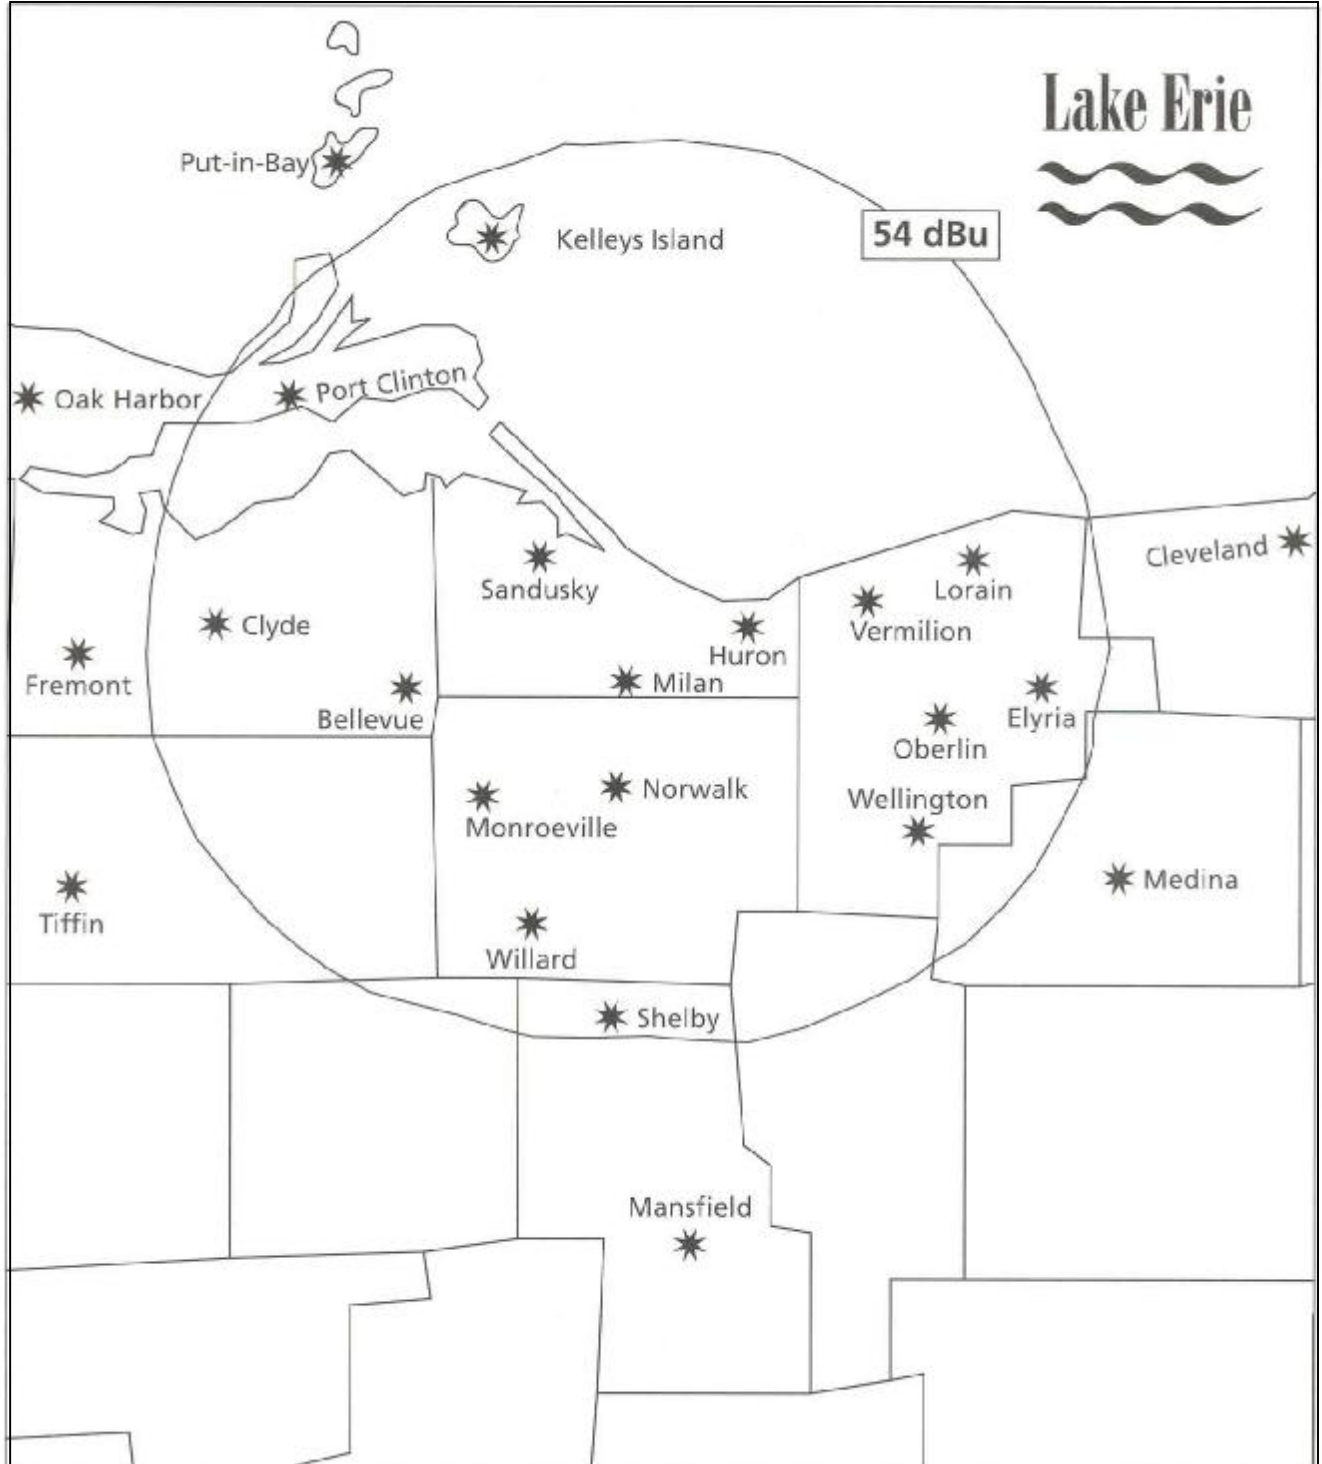 Lake Erie
Put-in-Bay
Kelleys Island
54 dBu
Oak Harbor
Port Clinton
Cleveland
Sandusky
Lorain
Clyde
Vermilion
Huron
Fremont
Milan
Bellevue
Elyria
Oberlin
Norwalk
Wellington
Monroeville
Medina
Tiffin
Willard
Shelby
Mansfield